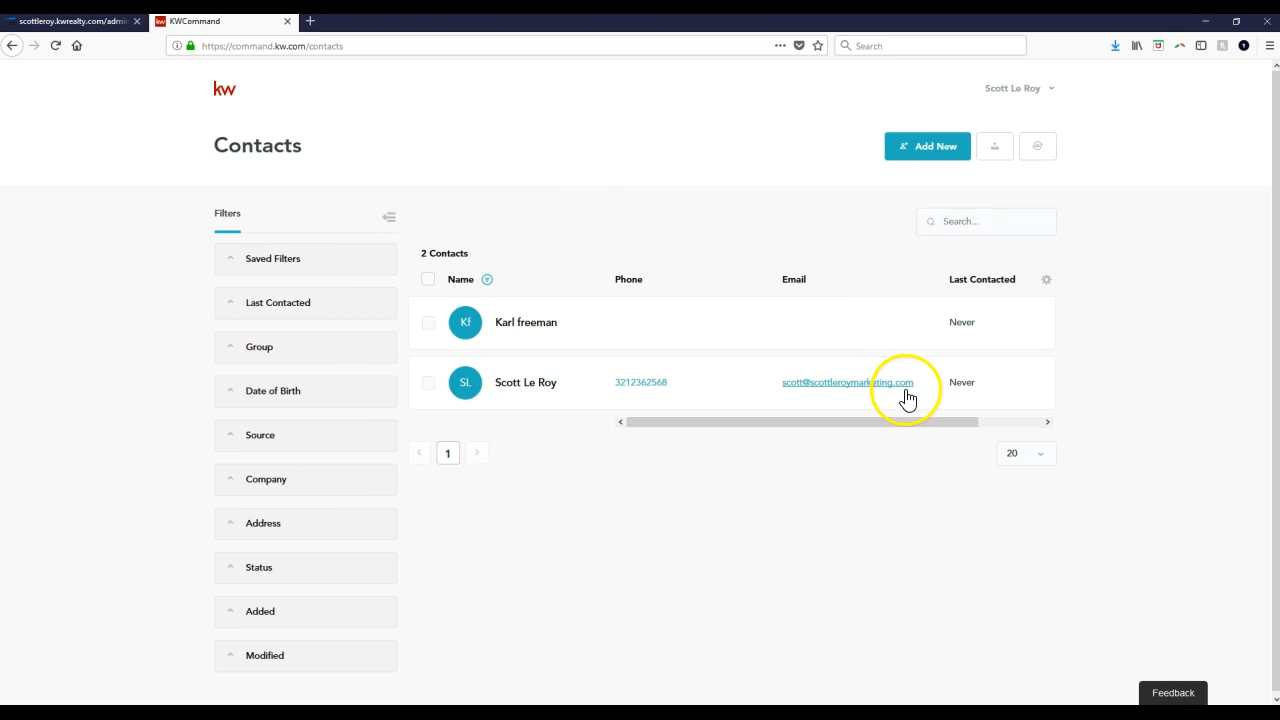 scottleroy.kwrealty.com/admin
KWCommand
https://command.kw.com/contacts
Search
kw
Scott Le Roy
Contacts
Add New
Filters
Search...
Saved Filters
2 Contacts
Name
Phone
Email
Last Contacted
Last Contacted
Kf
Karl freeman
Never
Group
SL
Scott Le Roy
3212362568
scott@scottleroymarketing.com
Never
Date of Birth
Source
1
20
Company
Address
Status
Added
Modified
Feedback